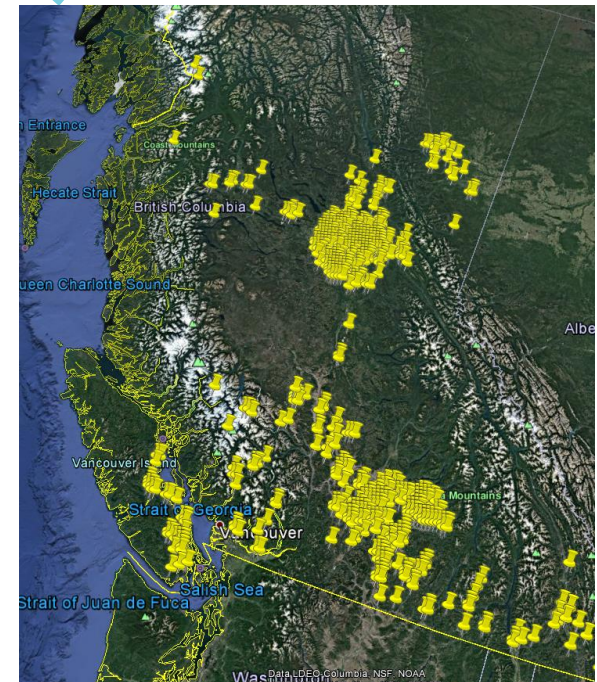 n Entrance
Coast Mountains
Hecate Strait
British Columbia
ueen Charlotte Sound
Albe
Vancouver Island
Mountains
Strait of Georgia
Vancouver
Salish Sea
Strait of Juan de Fuca
Washington
Data LDEO-Columbia, NSF, NOAA